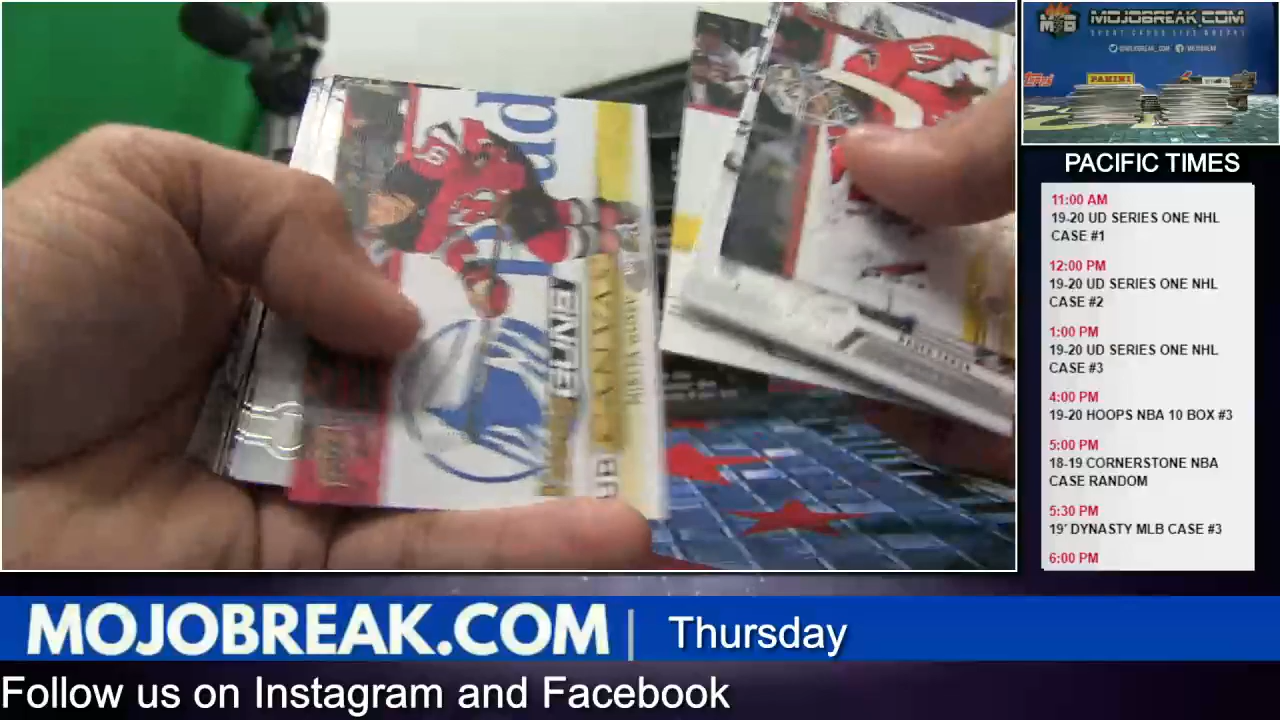 MOJOBREAK.COM
@MOJOBREAK_COM /MOJOBREAK
Topps
PANINI
PACIFIC TIMES
11:00 AM
19-20 UD SERIES ONE NHL
CASE #1
12:00 PM
19-20 UD SERIES ONE NHL
CASE #2
1:00 PM
19-20 UD SERIES ONE NHL
CASE #3
4:00 PM
19-20 HOOPS NBA 10 BOX #3
5:00 PM
18-19 CORNERSTONE NBA
CASE RANDOM
5:30 PM
19' DYNASTY MLB CASE #3
6:00 PM
CANVAS
MOJOBREAK.COM | Thursday
Follow us on Instagram and Facebook